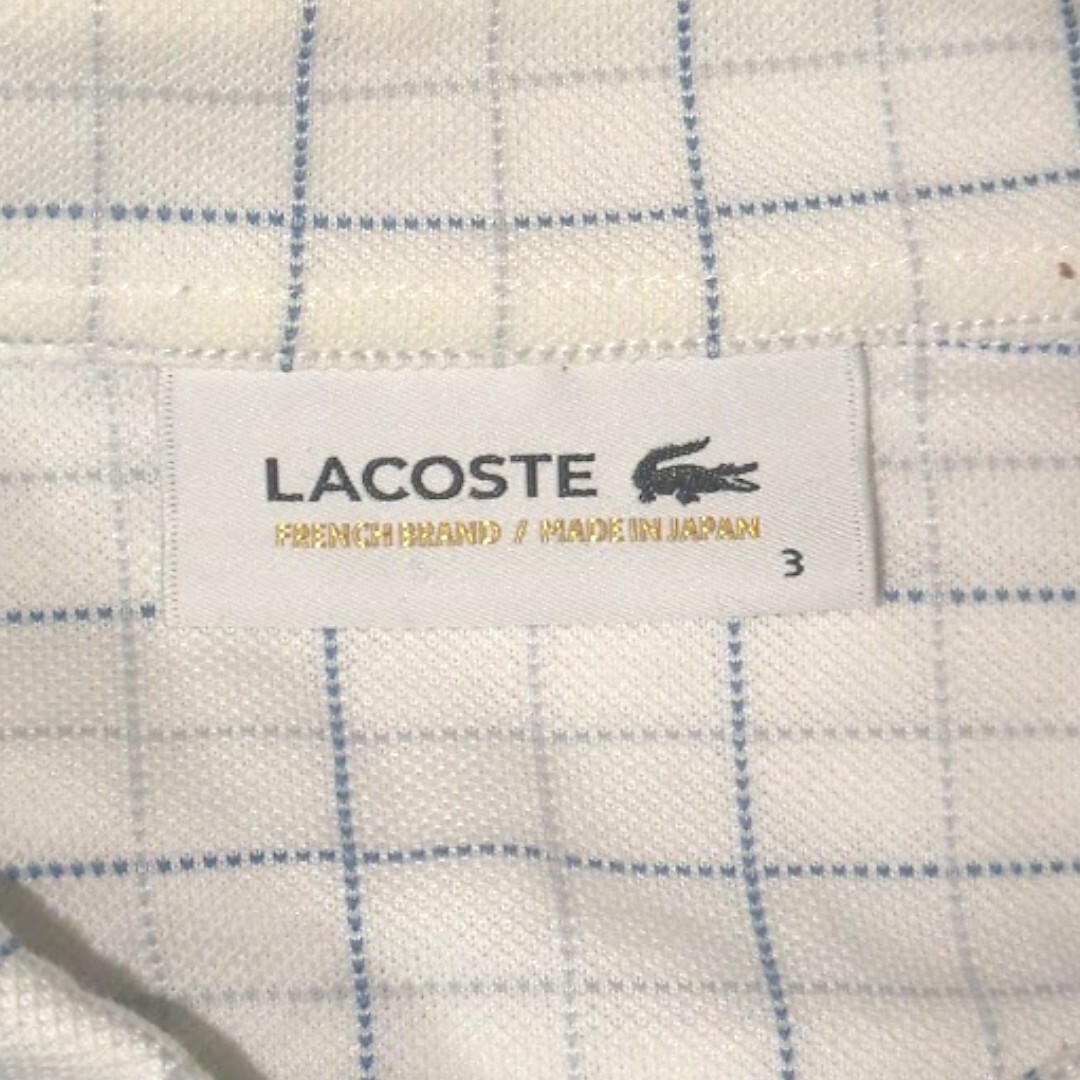 LACOSTE
FRENCH BRAND / MADE IN JAPAN
3